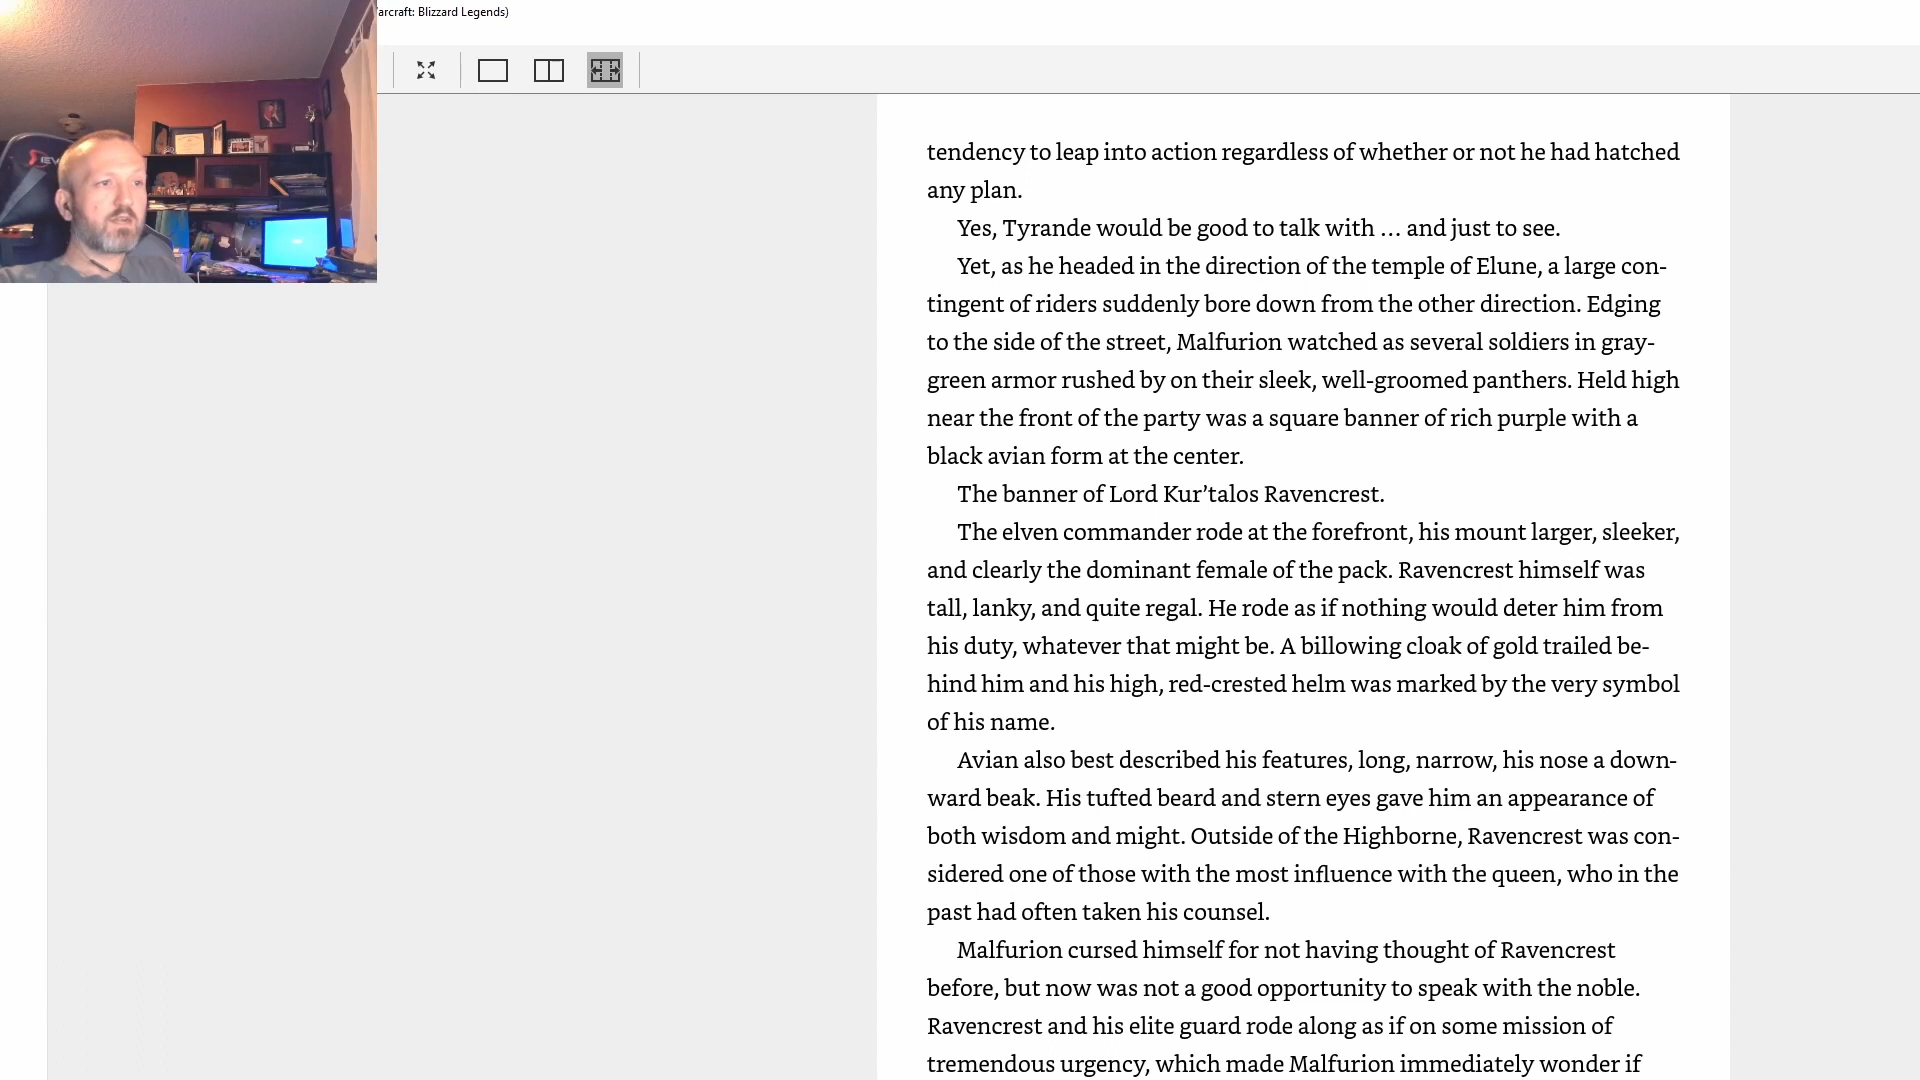 arcraft: Blizzard Legends)
tendency to leap into action regardless of whether or not he had hatched
any plan.
Yes, Tyrande would be good to talk with … and just to see.
Yet, as he headed in the direction of the temple of Elune, a large con-
tingent of riders suddenly bore down from the other direction. Edging
to the side of the street, Malfurion watched as several soldiers in gray-
green armor rushed by on their sleek, well-groomed panthers. Held high
near the front of the party was a square banner of rich purple with a
black avian form at the center.
The banner of Lord Kur’talos Ravencrest.
The elven commander rode at the forefront, his mount larger, sleeker,
and clearly the dominant female of the pack. Ravencrest himself was
tall, lanky, and quite regal. He rode as if nothing would deter him from
his duty, whatever that might be. A billowing cloak of gold trailed be-
hind him and his high, red-crested helm was marked by the very symbol
of his name.
Avian also best described his features, long, narrow, his nose a down-
ward beak. His tufted beard and stern eyes gave him an appearance of
both wisdom and might. Outside of the Highborne, Ravencrest was con-
sidered one of those with the most influence with the queen, who in the
past had often taken his counsel.
Malfurion cursed himself for not having thought of Ravencrest
before, but now was not a good opportunity to speak with the noble.
Ravencrest and his elite guard rode along as if on some mission of
tremendous urgency, which made Malfurion immediately wonder if